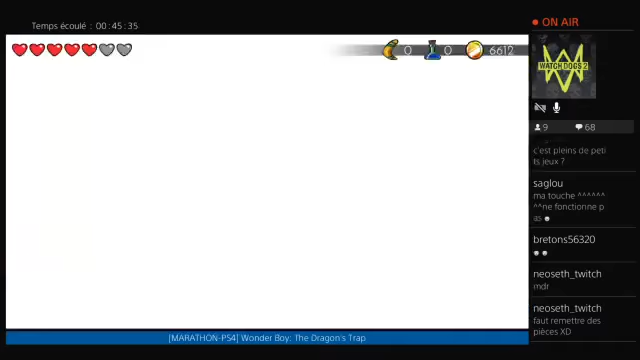 Temps écoulé : 00:45:35
ON AIR
0 0 6612
WATCH DOGS 2
9 68
c'est pleins de peti
ts jeux ?
saglou
ma touche ^^^^^^
^^ne fonctionne p
bretons56320
neoseth_twitch
mdr
neoseth_twitch
faut remettre des
pièces XD
[MARATHON-PS4] Wonder Boy: The Dragon's Trap